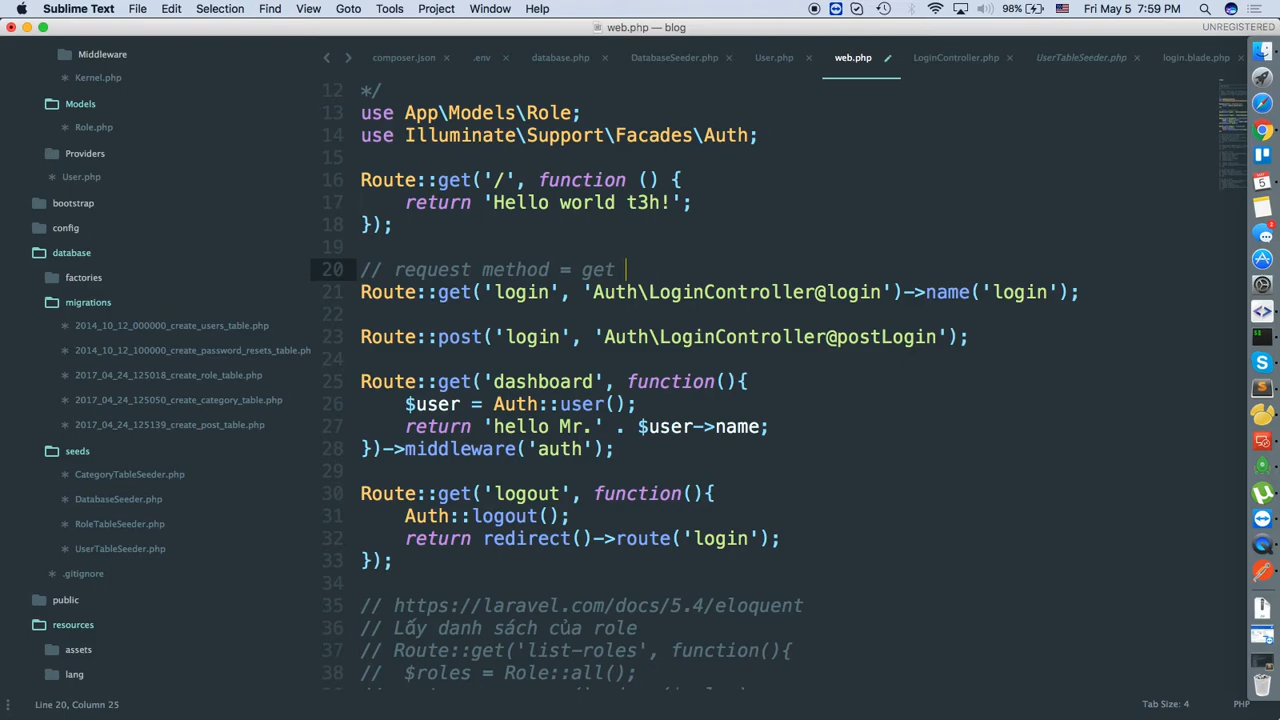 Sublime Text File Edit Selection Find View Goto Tools Project Window Help 98% Fri May 5 7:59 PM
web.php — blog UNREGISTERED
composer.json .env database.php DatabaseSeeder.php User.php web.php LoginController.php UserTableSeeder.php login.blade.php
Middleware
Kernel.php
Models
Role.php
Providers
User.php
bootstrap
config
database
factories
migrations
2014_10_12_000000_create_users_table.php
2014_10_12_100000_create_password_resets_table.ph
2017_04_24_125018_create_role_table.php
2017_04_24_125050_create_category_table.php
2017_04_24_125139_create_post_table.php
seeds
CategoryTableSeeder.php
DatabaseSeeder.php
RoleTableSeeder.php
UserTableSeeder.php
.gitignore
public
resources
assets
lang
12 */
13 use App\Models\Role;
14 use Illuminate\Support\Facades\Auth;
15
16 Route::get('/', function () {
17 return 'Hello world t3h!';
18 });
19
20 // request method = get
21 Route::get('login', 'Auth\LoginController@login')->name('login');
22
23 Route::post('login', 'Auth\LoginController@postLogin');
24
25 Route::get('dashboard', function(){
26 $user = Auth::user();
27 return 'hello Mr.' . $user->name;
28 })->middleware('auth');
29
30 Route::get('logout', function(){
31 Auth::logout();
32 return redirect()->route('login');
33 });
34
35 // https://laravel.com/docs/5.4/eloquent
36 // Lấy danh sách của role
37 // Route::get('list-roles', function(){
38 // $roles = Role::all();
Line 20, Column 25 Tab Size: 4 PHP